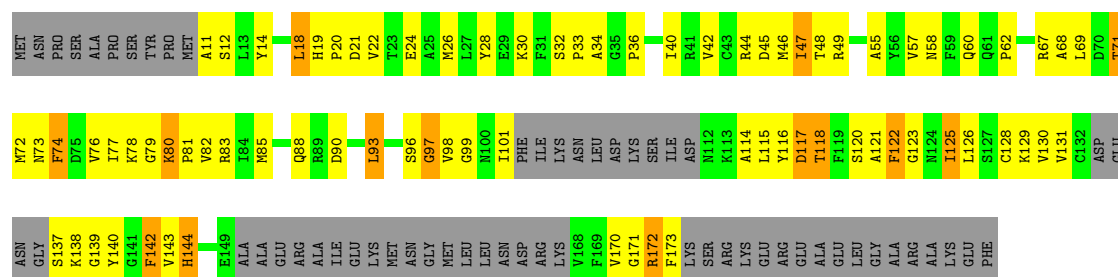 MET ASN PRO SER ALA PRO SER TYR PRO MET A11 S12 L13 Y14 L18 H19 P20 D21 V22 T23 E24 A25 M26 L27 Y28 E29 K30 F31 S32 P33 A34 G35 P36 I40 R41 V42 C43 R44 D45 M46 I47 T48 R49 A55 Y56 V57 N58 F59 Q60 Q61 P62 R67 A68 L69 D70 T71
M72 N73 F74 D75 V76 I77 K78 G79 K80 P81 V82 R83 I84 M85 Q88 R89 D90 L93 S96 G97 V98 G99 N100 I101 PHE ILE LYS ASN LEU ASP LYS SER ILE ASP N112 K113 A114 L115 Y116 D117 T118 F119 S120 A121 F122 G123 N124 I125 L126 S127 C128 K129 V130 V131 C132 ASP GLU
ASN GLY S137 K138 G139 Y140 G141 F142 V143 H144 E149 ALA ALA GLU ARG ALA ILE GLU LYS MET ASN GLY MET LEU LEU ASN ASP ARG LYS V168 F169 V170 G171 R172 F173 LYS SER ARG LYS GLU ARG GLU ALA GLU LEU GLY ALA ARG ALA LYS GLU PHE